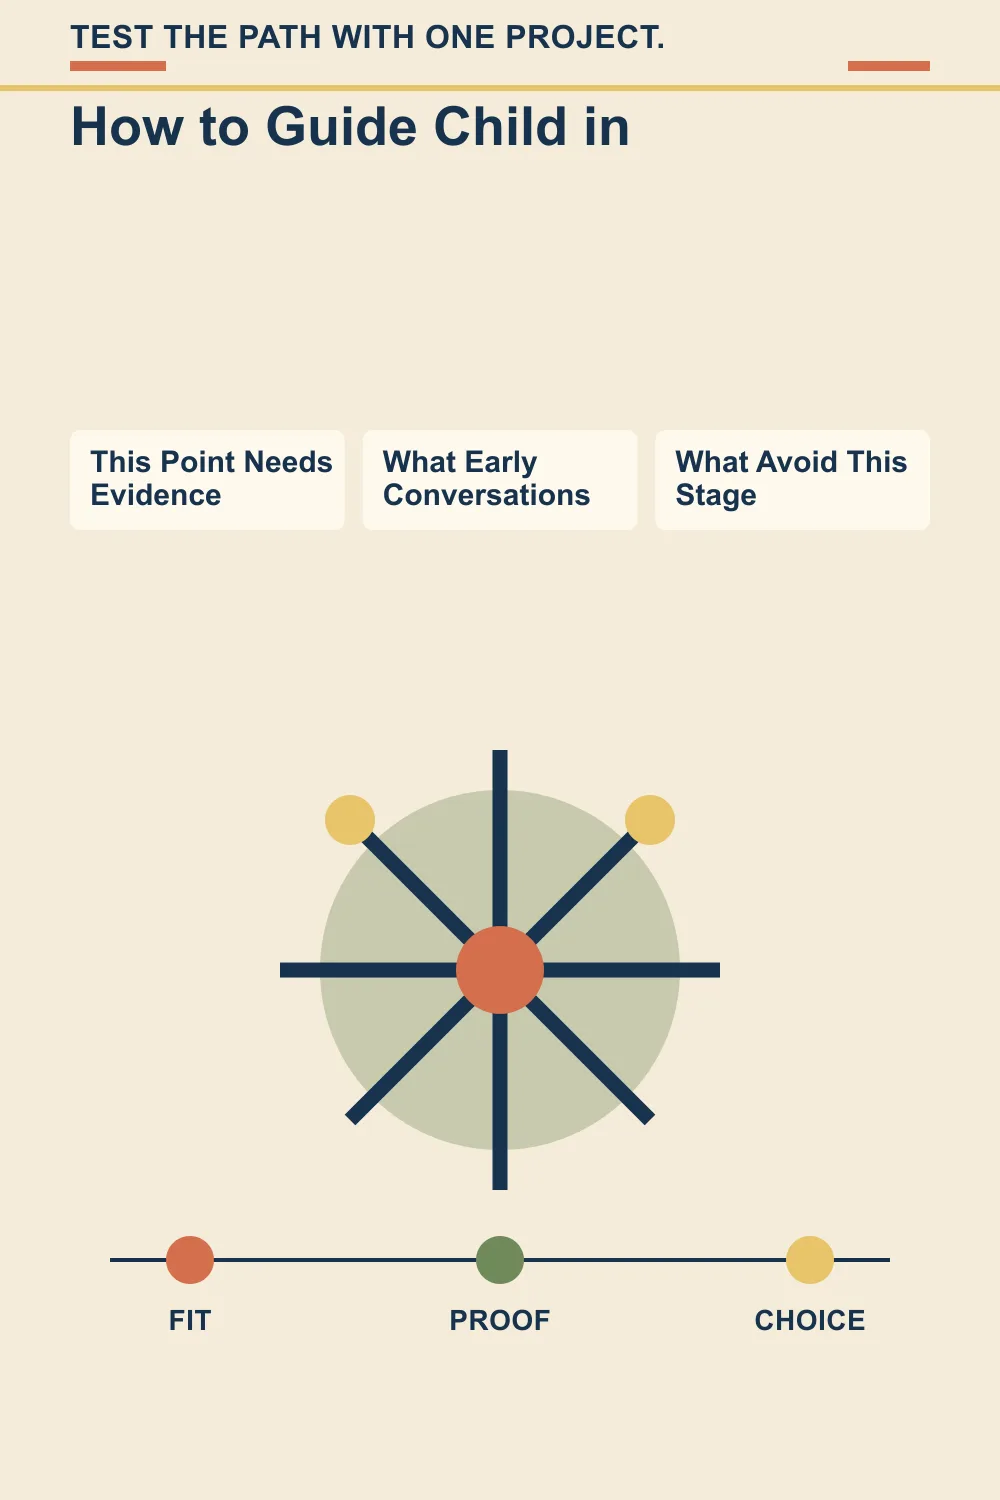 TEST THE PATH WITH ONE PROJECT.
How to Guide Child in
This Point Needs
Evidence
What Early
Conversations
What Avoid This
Stage
FIT
PROOF
CHOICE